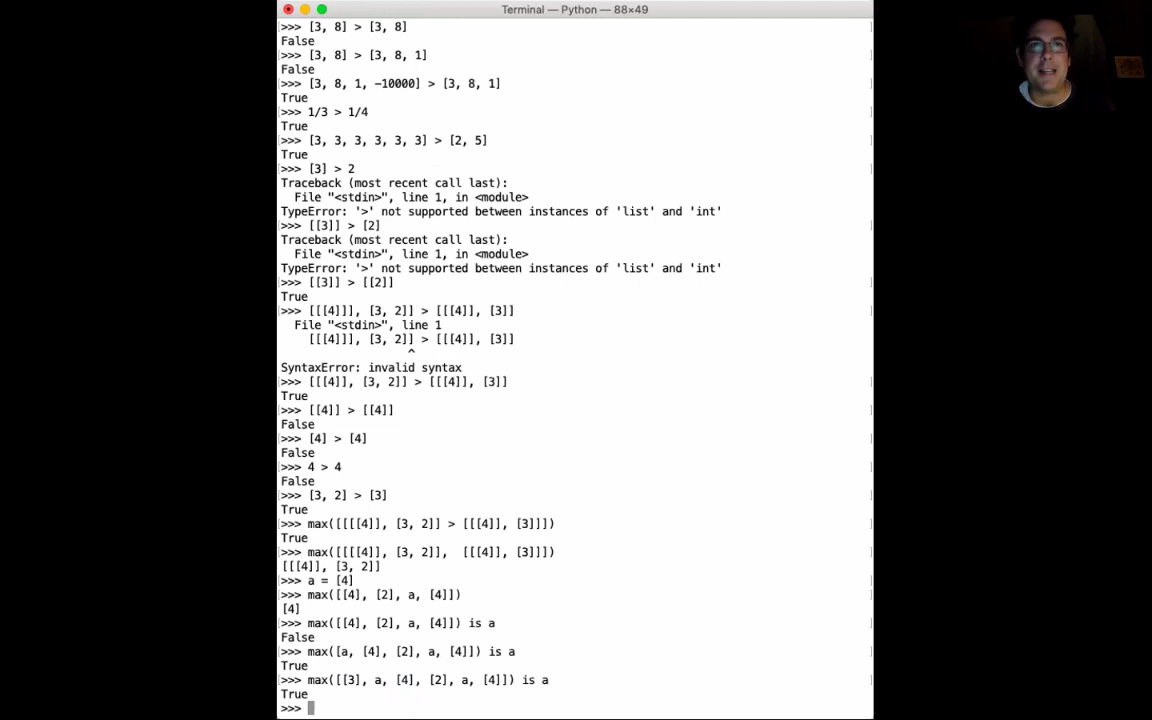 Terminal — Python — 88×49
>>> [3, 8] > [3, 8]
False
>>> [3, 8] > [3, 8, 1]
False
>>> [3, 8, 1, -10000] > [3, 8, 1]
True
>>> 1/3 > 1/4
True
>>> [3, 3, 3, 3, 3, 3] > [2, 5]
True
>>> [3] > 2
Traceback (most recent call last):
  File "<stdin>", line 1, in <module>
TypeError: '>' not supported between instances of 'list' and 'int'
>>> [[3]] > [2]
Traceback (most recent call last):
  File "<stdin>", line 1, in <module>
TypeError: '>' not supported between instances of 'list' and 'int'
>>> [[3]] > [[2]]
True
>>> [[[4]]], [3, 2]] > [[[4]], [3]]
  File "<stdin>", line 1
    [[[4]]], [3, 2]] > [[[4]], [3]]
                   ^
SyntaxError: invalid syntax
>>> [[[4]], [3, 2]] > [[[4]], [3]]
True
>>> [[4]] > [[4]]
False
>>> [4] > [4]
False
>>> 4 > 4
False
>>> [3, 2] > [3]
True
>>> max([[[[4]], [3, 2]] > [[[4]], [3]]])
True
>>> max([[[[4]], [3, 2]],  [[[4]], [3]]])
[[[4]], [3, 2]]
>>> a = [4]
>>> max([[4], [2], a, [4]])
[4]
>>> max([[4], [2], a, [4]]) is a
False
>>> max([a, [4], [2], a, [4]]) is a
True
>>> max([[3], a, [4], [2], a, [4]]) is a
True
>>>